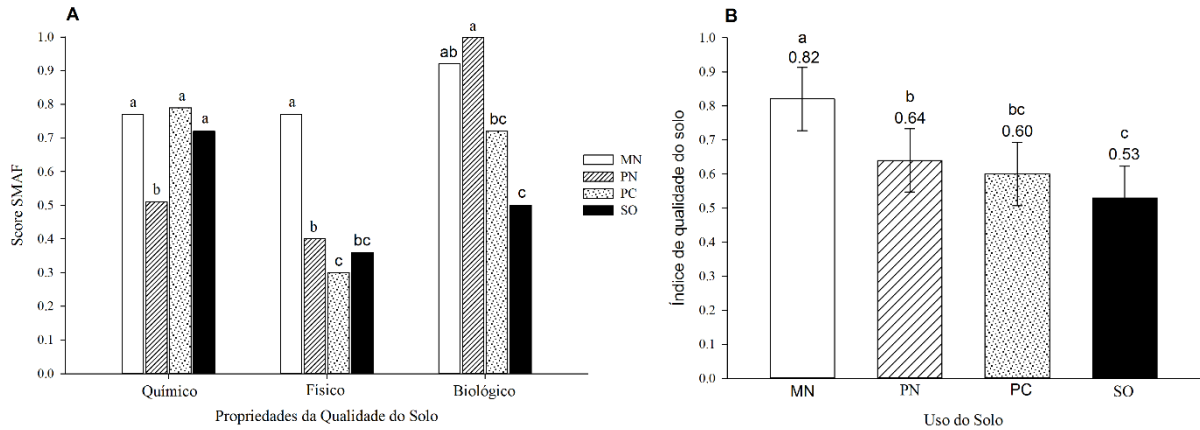 A
Score SMAF
1.0
0.9
0.8
0.7
0.6
0.5
0.4
0.3
0.2
0.1
0.0
a
b
a
a
a
b
c
bc
ab
a
bc
c
Químico
Fisico
Biológico
Propriedades da Qualidade do Solo
MN
PN
PC
SO
B
Índice de qualidade do solo
1.0
0.9
0.8
0.7
0.6
0.5
0.4
0.3
0.2
0.1
0.0
a
0.82
b
0.64
bc
0.60
c
0.53
MN
PN
PC
SO
Uso do Solo